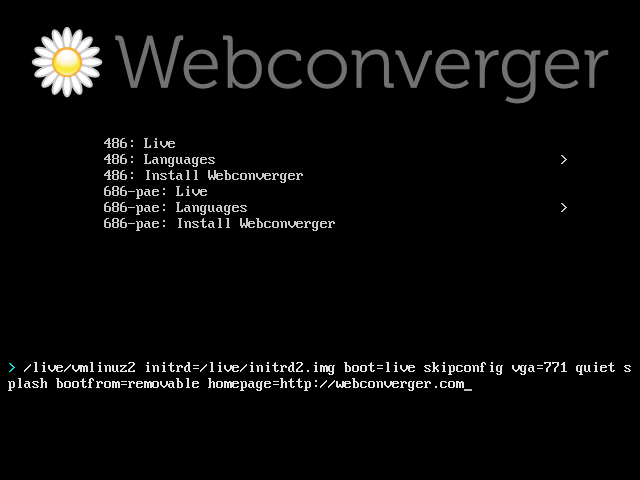 Webconverger
486: Live
486: Languages >
486: Install Webconverger
686-pae: Live
686-pae: Languages >
686-pae: Install Webconverger
> /live/vmlinuz2 initrd=/live/initrd2.img boot=live skipconfig vga=771 quiet s
plash bootfrom=removable homepage=http://webconverger.com_